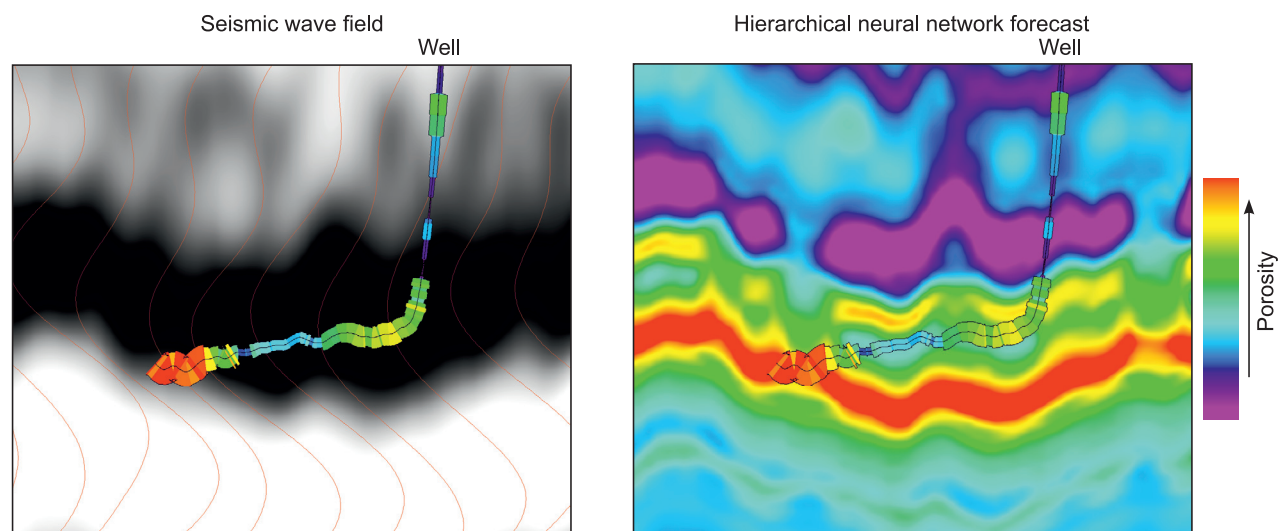 Seismic wave field
Well
Hierarchical neural network forecast
Well
Porosity